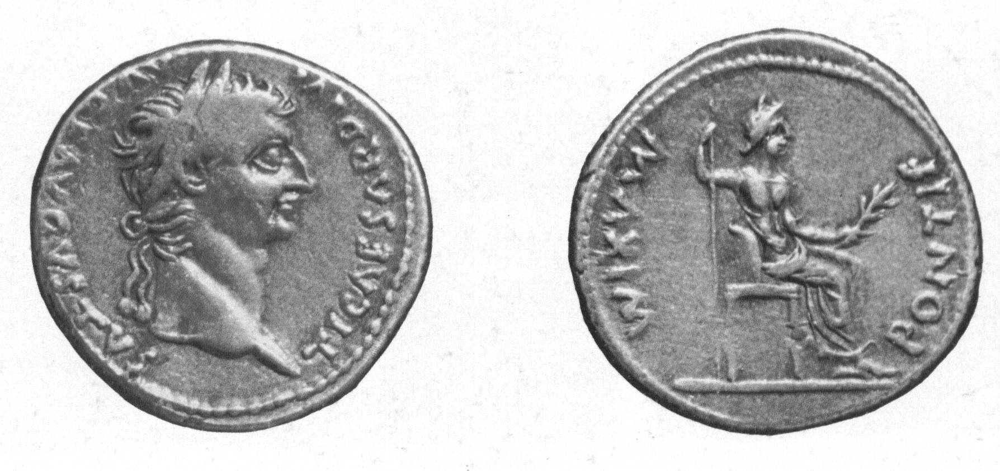 TI CAESAR DIVI AVG F AVGVSTVS
PONTIF MAXIM